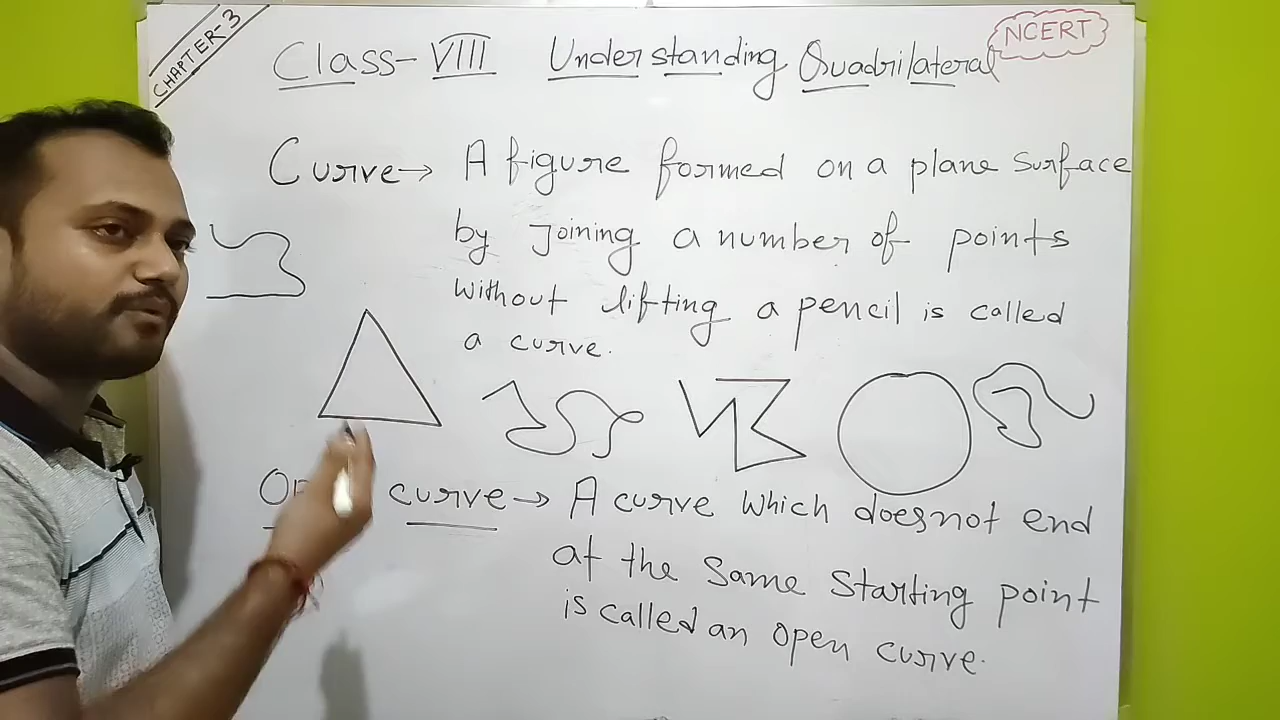 CHAPTER-3
Class-VIII Understanding Quadrilateral
NCERT
Curve→ A figure formed on a plane surface
by Joining a number of points
without lifting a pencil is called
a curve.
curve→ A curve which doesnot end
at the same starting point
is called an open curve.